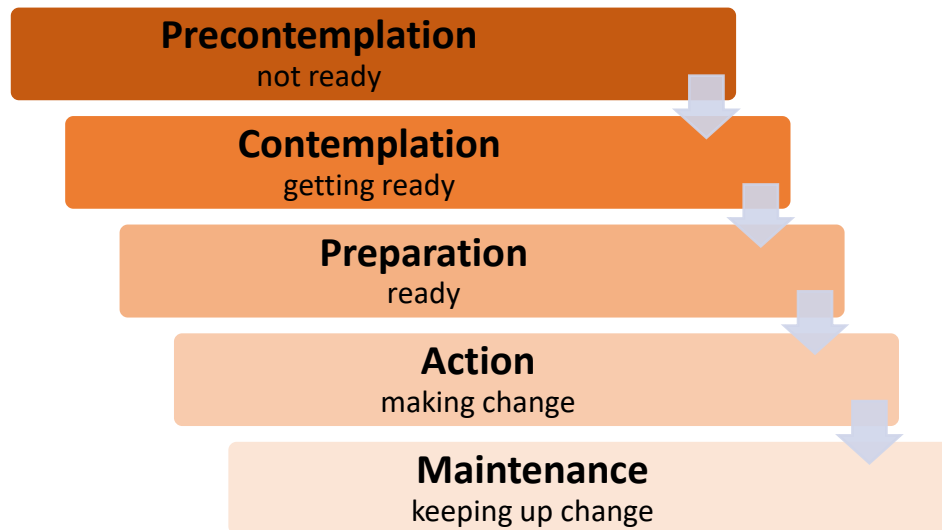 Precontemplation
not ready
Contemplation
getting ready
Preparation
ready
Action
making change
Maintenance
keeping up change